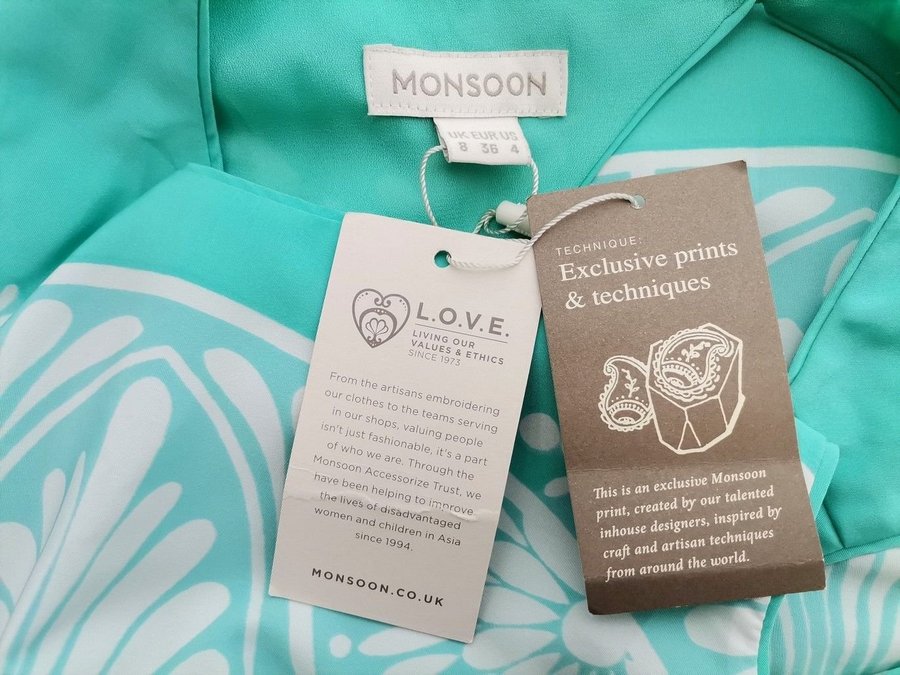 MONSOON
UK EUR US
8 36 4
L.O.V.E.
LIVING OUR
VALUES & ETHICS
SINCE 1973
From the artisans embroidering
our clothes to the teams serving
in our shops, valuing people
isn't just fashionable, it's a part
of who we are. Through the
Monsoon Accessorize Trust, we
have been helping to improve
the lives of disadvantaged
women and children in Asia
since 1994.
MONSOON.CO.UK
TECHNIQUE:
Exclusive prints
& techniques
This is an exclusive Monsoon
print, created by our talented
inhouse designers, inspired by
craft and artisan techniques
from around the world.